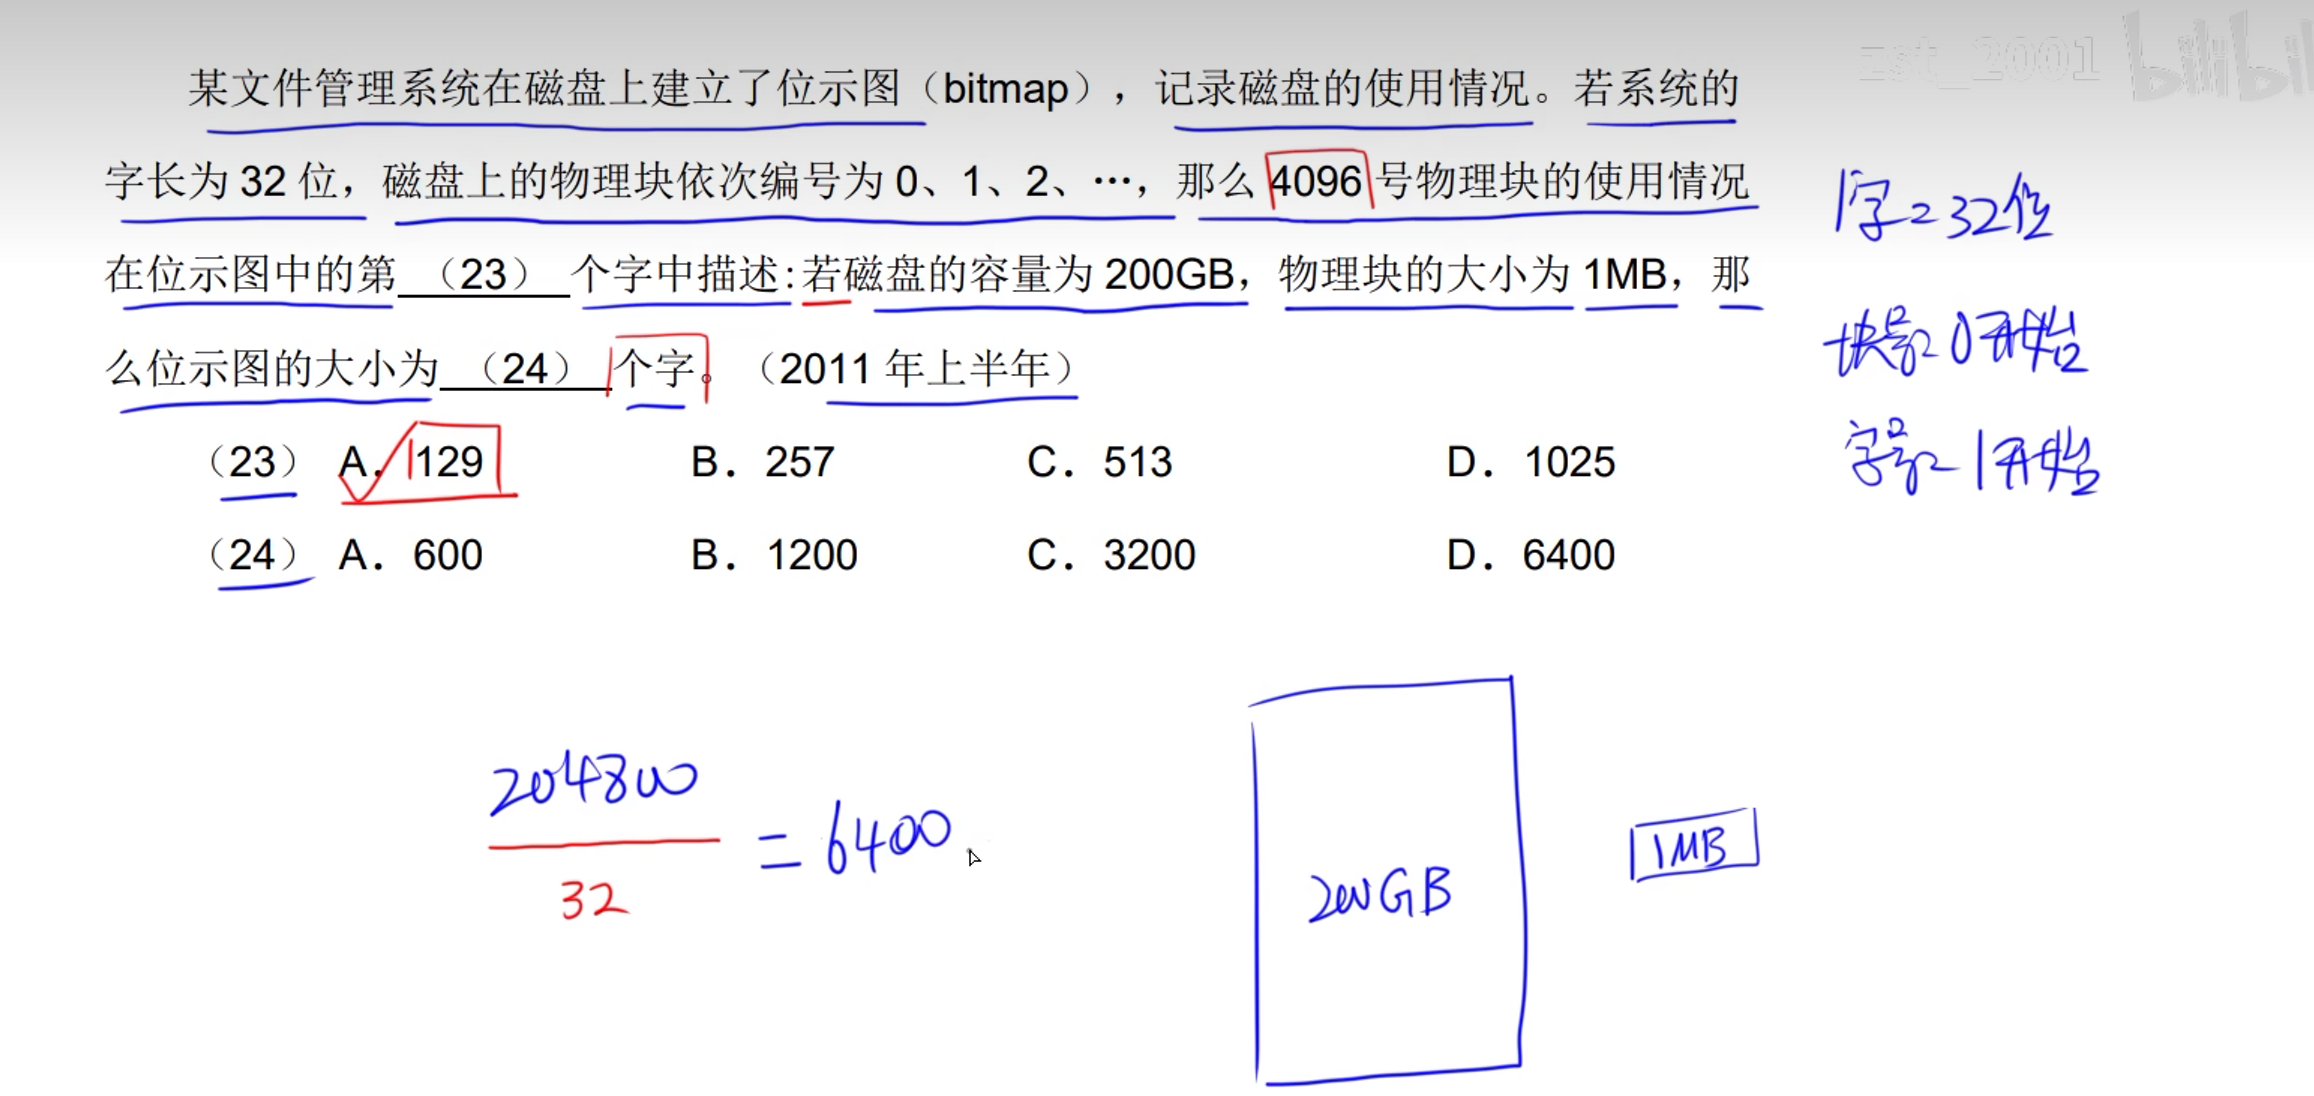 zst_2001 bilibil
某文件管理系统在磁盘上建立了位示图（bitmap），记录磁盘的使用情况。若系统的
字长为 32 位，磁盘上的物理块依次编号为 0、1、2、…，那么 4096 号物理块的使用情况
1字=32位
在位示图中的第 （23） 个字中描述:若磁盘的容量为 200GB，物理块的大小为 1MB，那
块号:0开始
么位示图的大小为 （24） 个字。（2011 年上半年）
字号:1开始
（23） A. 129 B. 257 C. 513 D. 1025
（24） A. 600 B. 1200 C. 3200 D. 6400
204800
32
= 6400
200GB
1MB